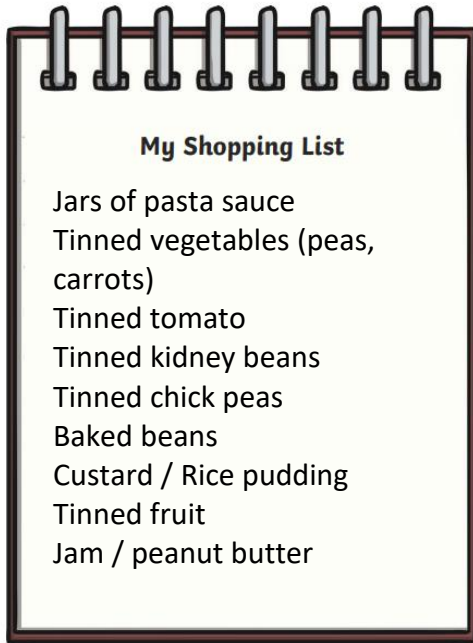 My Shopping List
Jars of pasta sauce
Tinned vegetables (peas,
carrots)
Tinned tomato
Tinned kidney beans
Tinned chick peas
Baked beans
Custard / Rice pudding
Tinned fruit
Jam / peanut butter